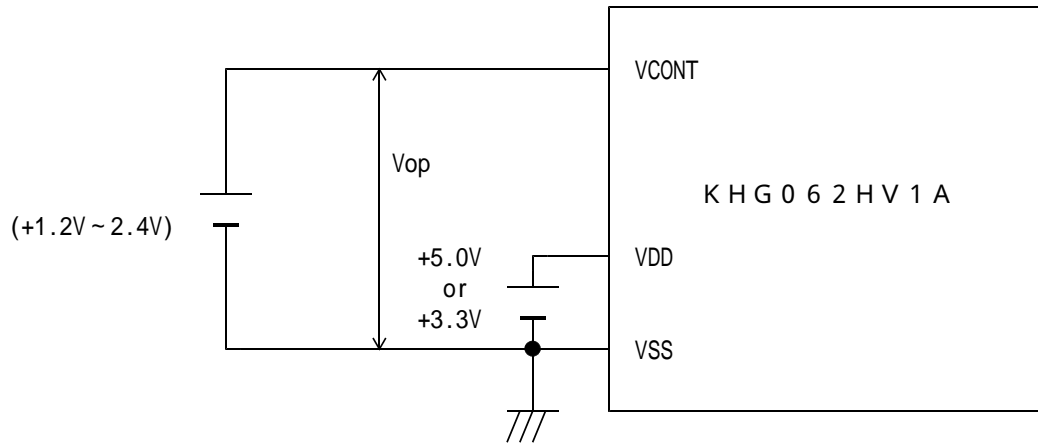 VCONT
Vop
KHG062HV1A
(+1.2V~2.4V)
+5.0V
or
+3.3V
VDD
VSS